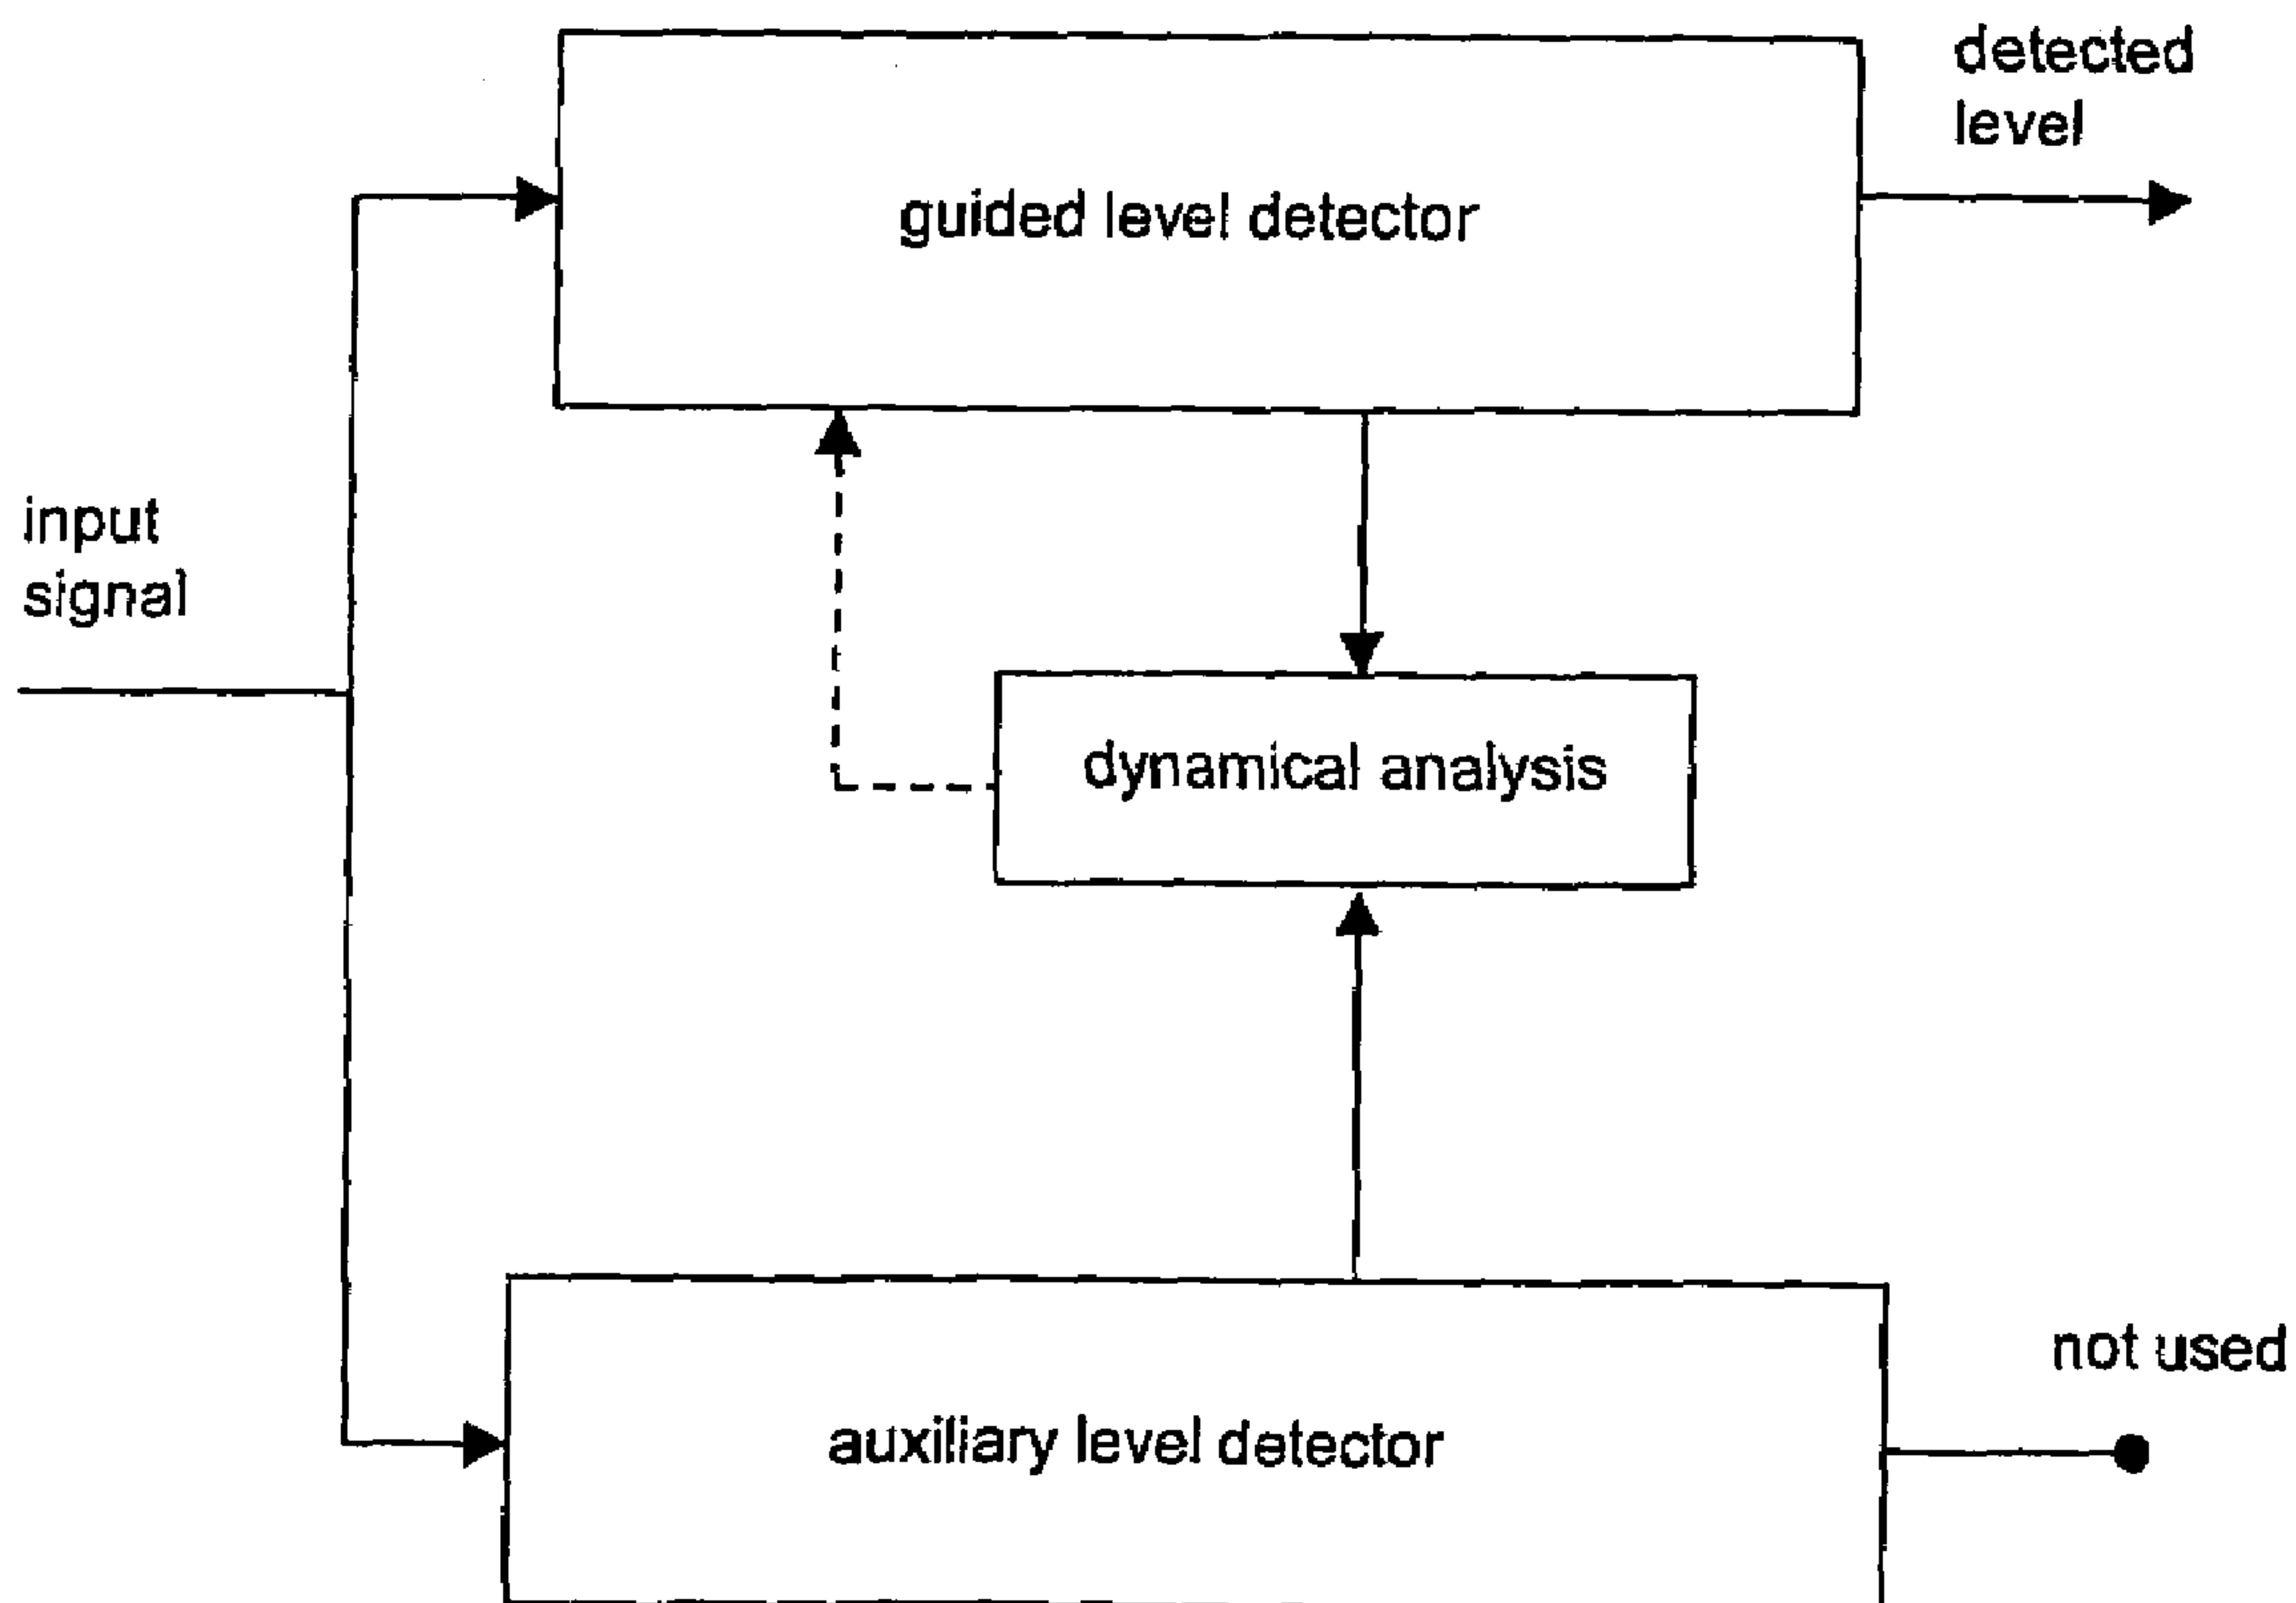 detected
level
guided level detector
input
signal
dynamical analysis
not used
auxiliary level detector